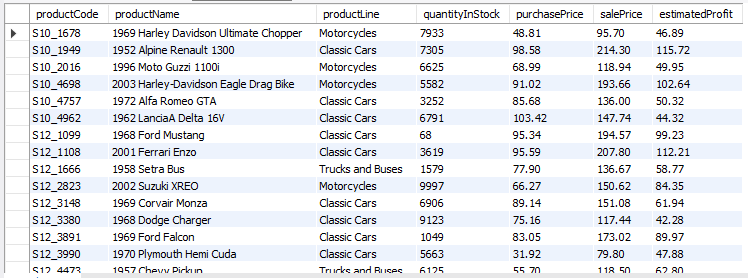 productCode productName productLine quantityInStock purchasePrice salePrice estimatedProfit
S10_1678 1969 Harley Davidson Ultimate Chopper Motorcycles 7933 48.81 95.70 46.89
S10_1949 1952 Alpine Renault 1300 Classic Cars 7305 98.58 214.30 115.72
S10_2016 1996 Moto Guzzi 1100i Motorcycles 6625 68.99 118.94 49.95
S10_4698 2003 Harley-Davidson Eagle Drag Bike Motorcycles 5582 91.02 193.66 102.64
S10_4757 1972 Alfa Romeo GTA Classic Cars 3252 85.68 136.00 50.32
S10_4962 1962 LanciaA Delta 16V Classic Cars 6791 103.42 147.74 44.32
S12_1099 1968 Ford Mustang Classic Cars 68 95.34 194.57 99.23
S12_1108 2001 Ferrari Enzo Classic Cars 3619 95.59 207.80 112.21
S12_1666 1958 Setra Bus Trucks and Buses 1579 77.90 136.67 58.77
S12_2823 2002 Suzuki XREO Motorcycles 9997 66.27 150.62 84.35
S12_3148 1969 Corvair Monza Classic Cars 6906 89.14 151.08 61.94
S12_3380 1968 Dodge Charger Classic Cars 9123 75.16 117.44 42.28
S12_3891 1969 Ford Falcon Classic Cars 1049 83.05 173.02 89.97
S12_3990 1970 Plymouth Hemi Cuda Classic Cars 5663 31.92 79.80 47.88
S12_4473 1957 Chevy Pickup Trucks and Buses 6125 55.70 118.50 62.80